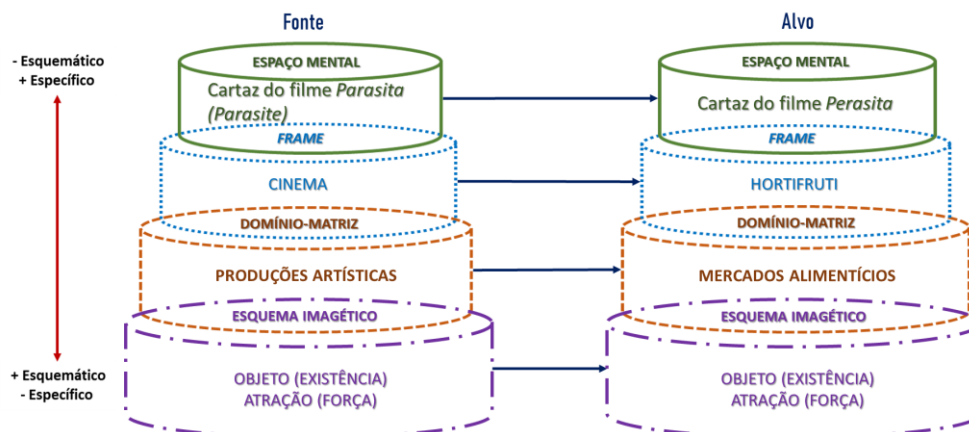 Fonte
Alvo
- Esquemático
+ Específico
ESPAÇO MENTAL
Cartaz do filme Parasita
(Parasite)
ESPAÇO MENTAL
Cartaz do filme Perasita
FRAME
CINEMA
FRAME
HORTIFRUTI
DOMÍNIO-MATRIZ
PRODUÇÕES ARTÍSTICAS
DOMÍNIO-MATRIZ
MERCADOS ALIMENTÍCIOS
ESQUEMA IMAGÉTICO
OBJETO (EXISTÊNCIA)
ATRAÇÃO (FORÇA)
ESQUEMA IMAGÉTICO
OBJETO (EXISTÊNCIA)
ATRAÇÃO (FORÇA)
+ Esquemático
- Específico